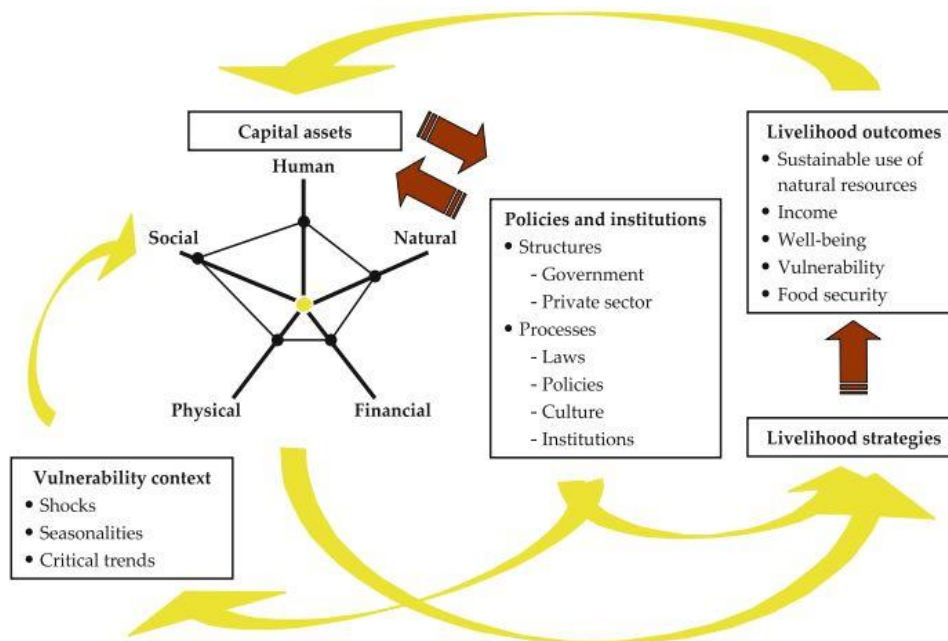 Capital assets
Human
Social
Natural
Physical
Financial
Vulnerability context
• Shocks
• Seasonalities
• Critical trends
Policies and institutions
• Structures
- Government
- Private sector
• Processes
- Laws
- Policies
- Culture
- Institutions
Livelihood outcomes
• Sustainable use of
natural resources
• Income
• Well-being
• Vulnerability
• Food security
Livelihood strategies